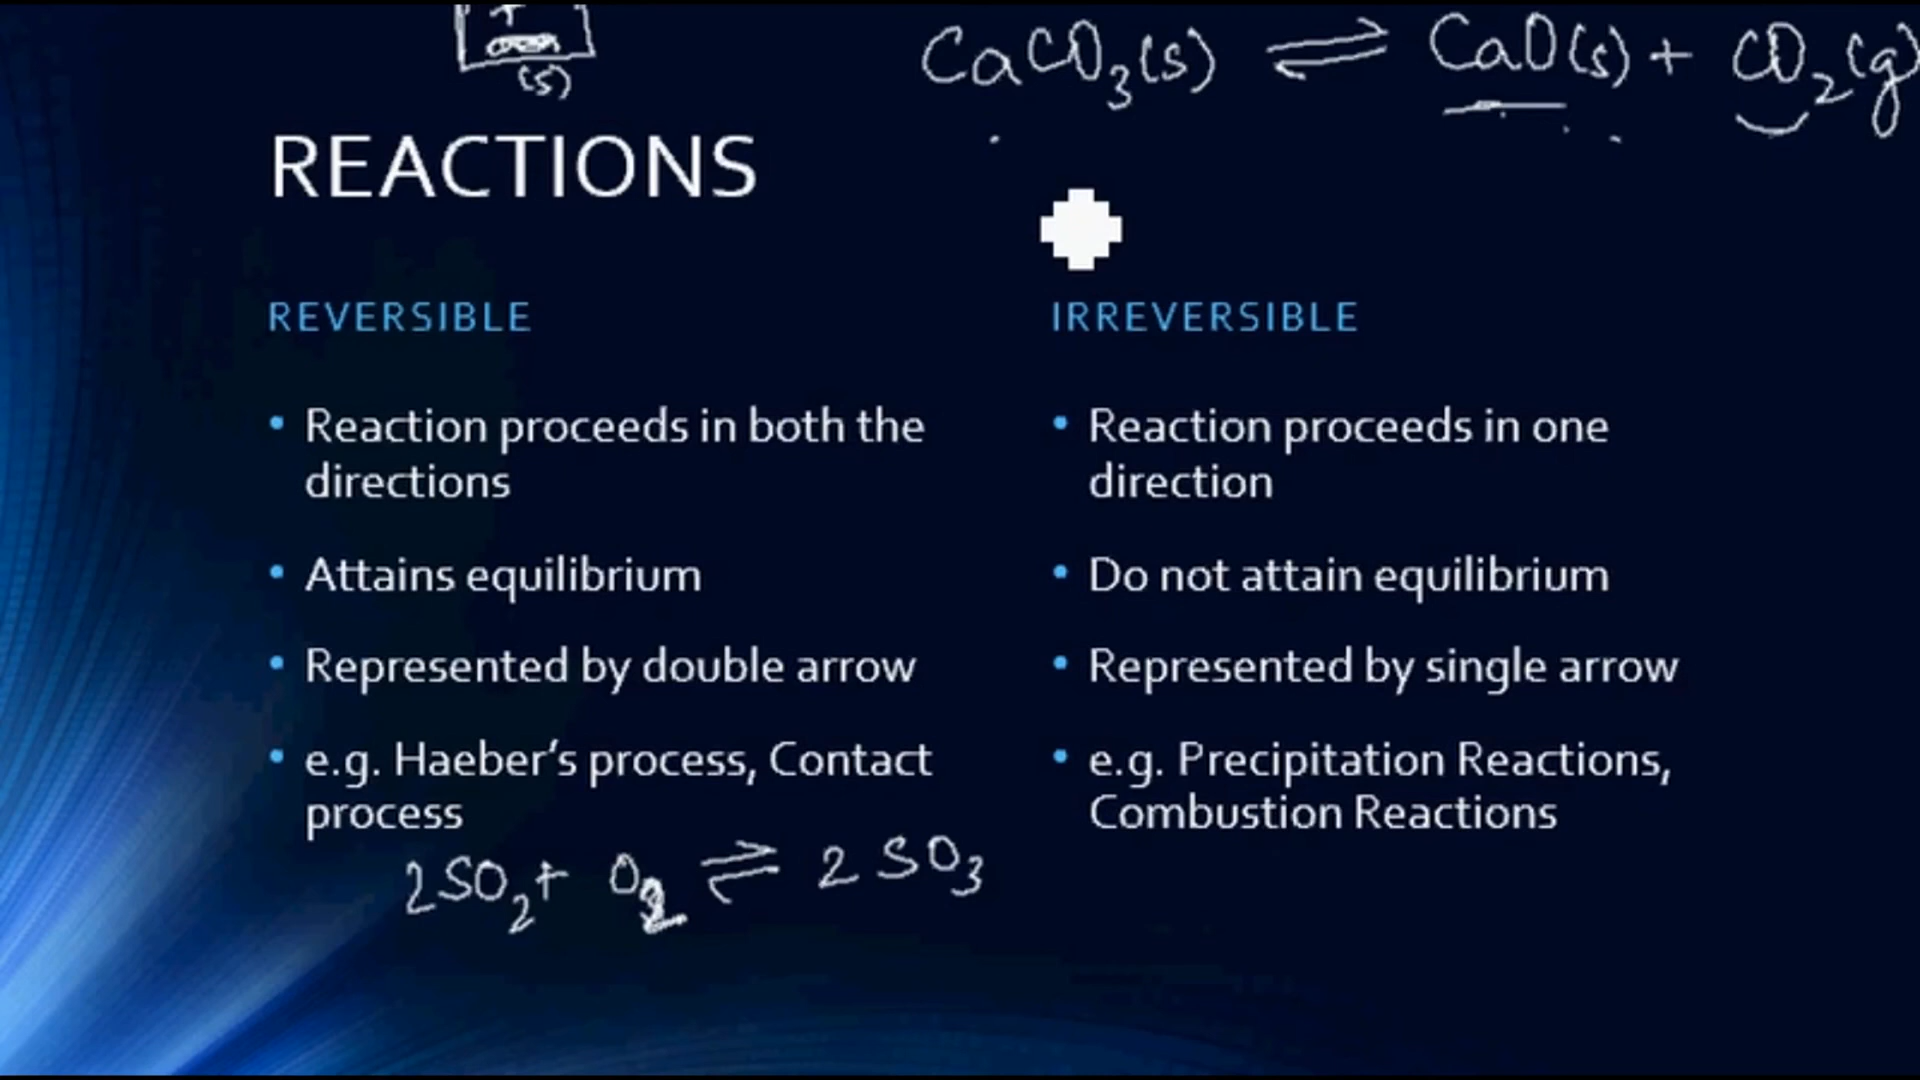 (s)
CaCO₃(s) ⇌ CaO(s) + CO₂(g)
REACTIONS
REVERSIBLE
• Reaction proceeds in both the
directions
• Attains equilibrium
• Represented by double arrow
• e.g. Haeber's process, Contact
process
2SO₂ + O₂ ⇌ 2SO₃
IRREVERSIBLE
• Reaction proceeds in one
direction
• Do not attain equilibrium
• Represented by single arrow
• e.g. Precipitation Reactions,
Combustion Reactions